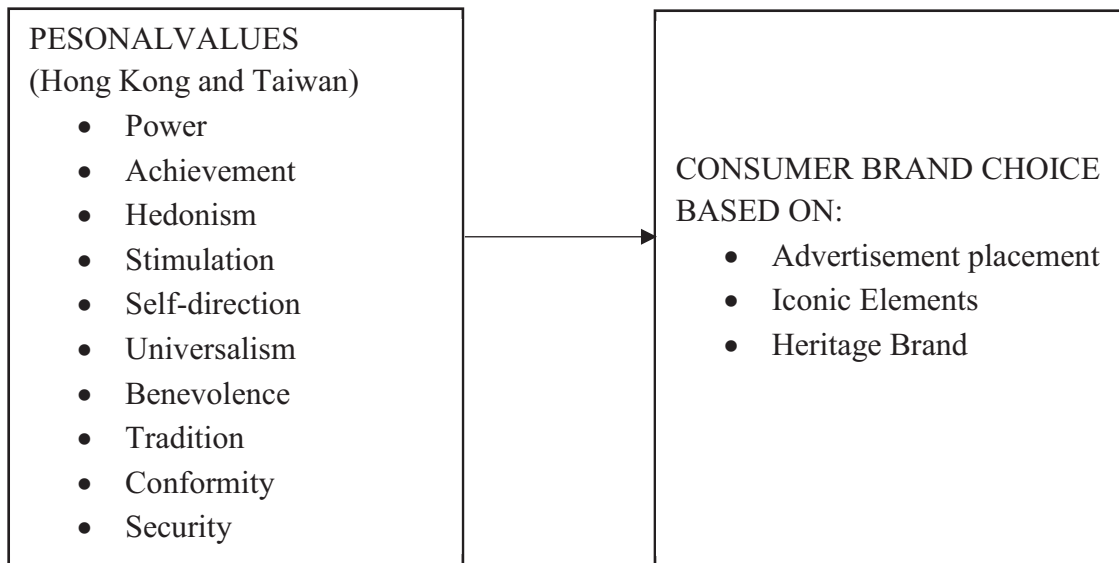 PESONALVALUES
(Hong Kong and Taiwan)
• Power
• Achievement
• Hedonism
• Stimulation
• Self-direction
• Universalism
• Benevolence
• Tradition
• Conformity
• Security
CONSUMER BRAND CHOICE
BASED ON:
• Advertisement placement
• Iconic Elements
• Heritage Brand